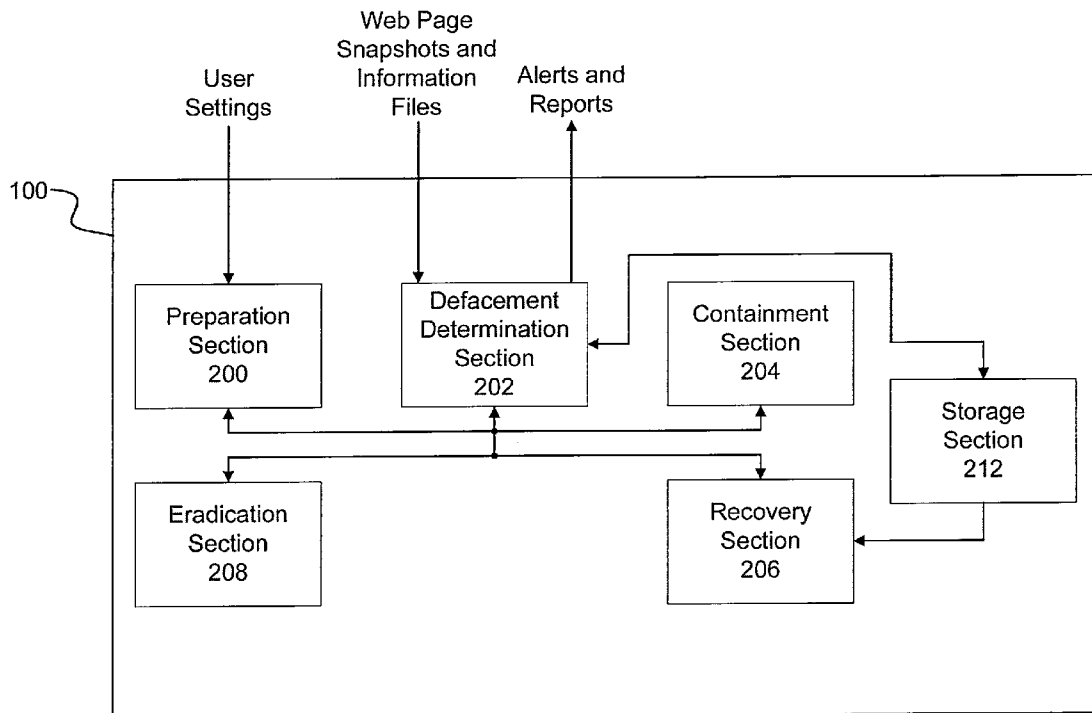 Web Page
Snapshots and
Information
Files
User
Settings
Alerts and
Reports
100
Preparation
Section
200
Defacement
Determination
Section
202
Containment
Section
204
Storage
Section
212
Eradication
Section
208
Recovery
Section
206